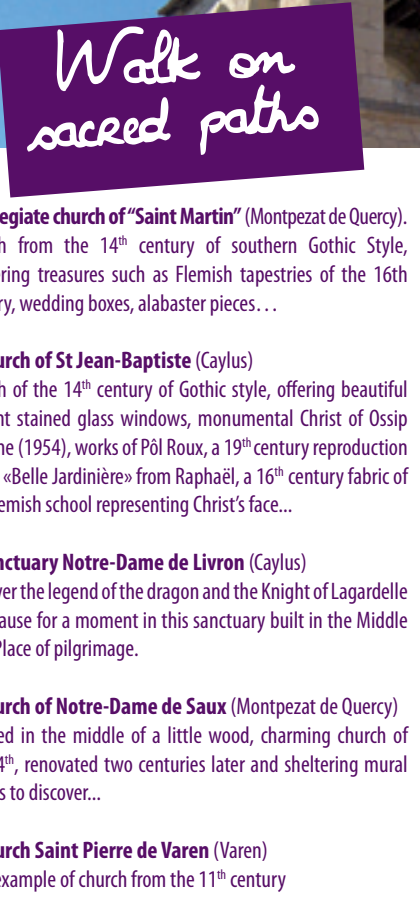 Walk on
sacred paths
egiate church of “Saint Martin” (Montpezat de Quercy).
h from the 14th century of southern Gothic Style,
ring treasures such as Flemish tapestries of the 16th
ry, wedding boxes, alabaster pieces…
urch of St Jean-Baptiste (Caylus)
h of the 14th century of Gothic style, offering beautiful
nt stained glass windows, monumental Christ of Ossip
ne (1954), works of Pôl Roux, a 19th century reproduction
«Belle Jardinière» from Raphaël, a 16th century fabric of
emish school representing Christ’s face...
nctuary Notre-Dame de Livron (Caylus)
ver the legend of the dragon and the Knight of Lagardelle
ause for a moment in this sanctuary built in the Middle
Place of pilgrimage.
urch of Notre-Dame de Saux (Montpezat de Quercy)
ed in the middle of a little wood, charming church of
4th, renovated two centuries later and sheltering mural
s to discover...
urch Saint Pierre de Varen (Varen)
example of church from the 11th century